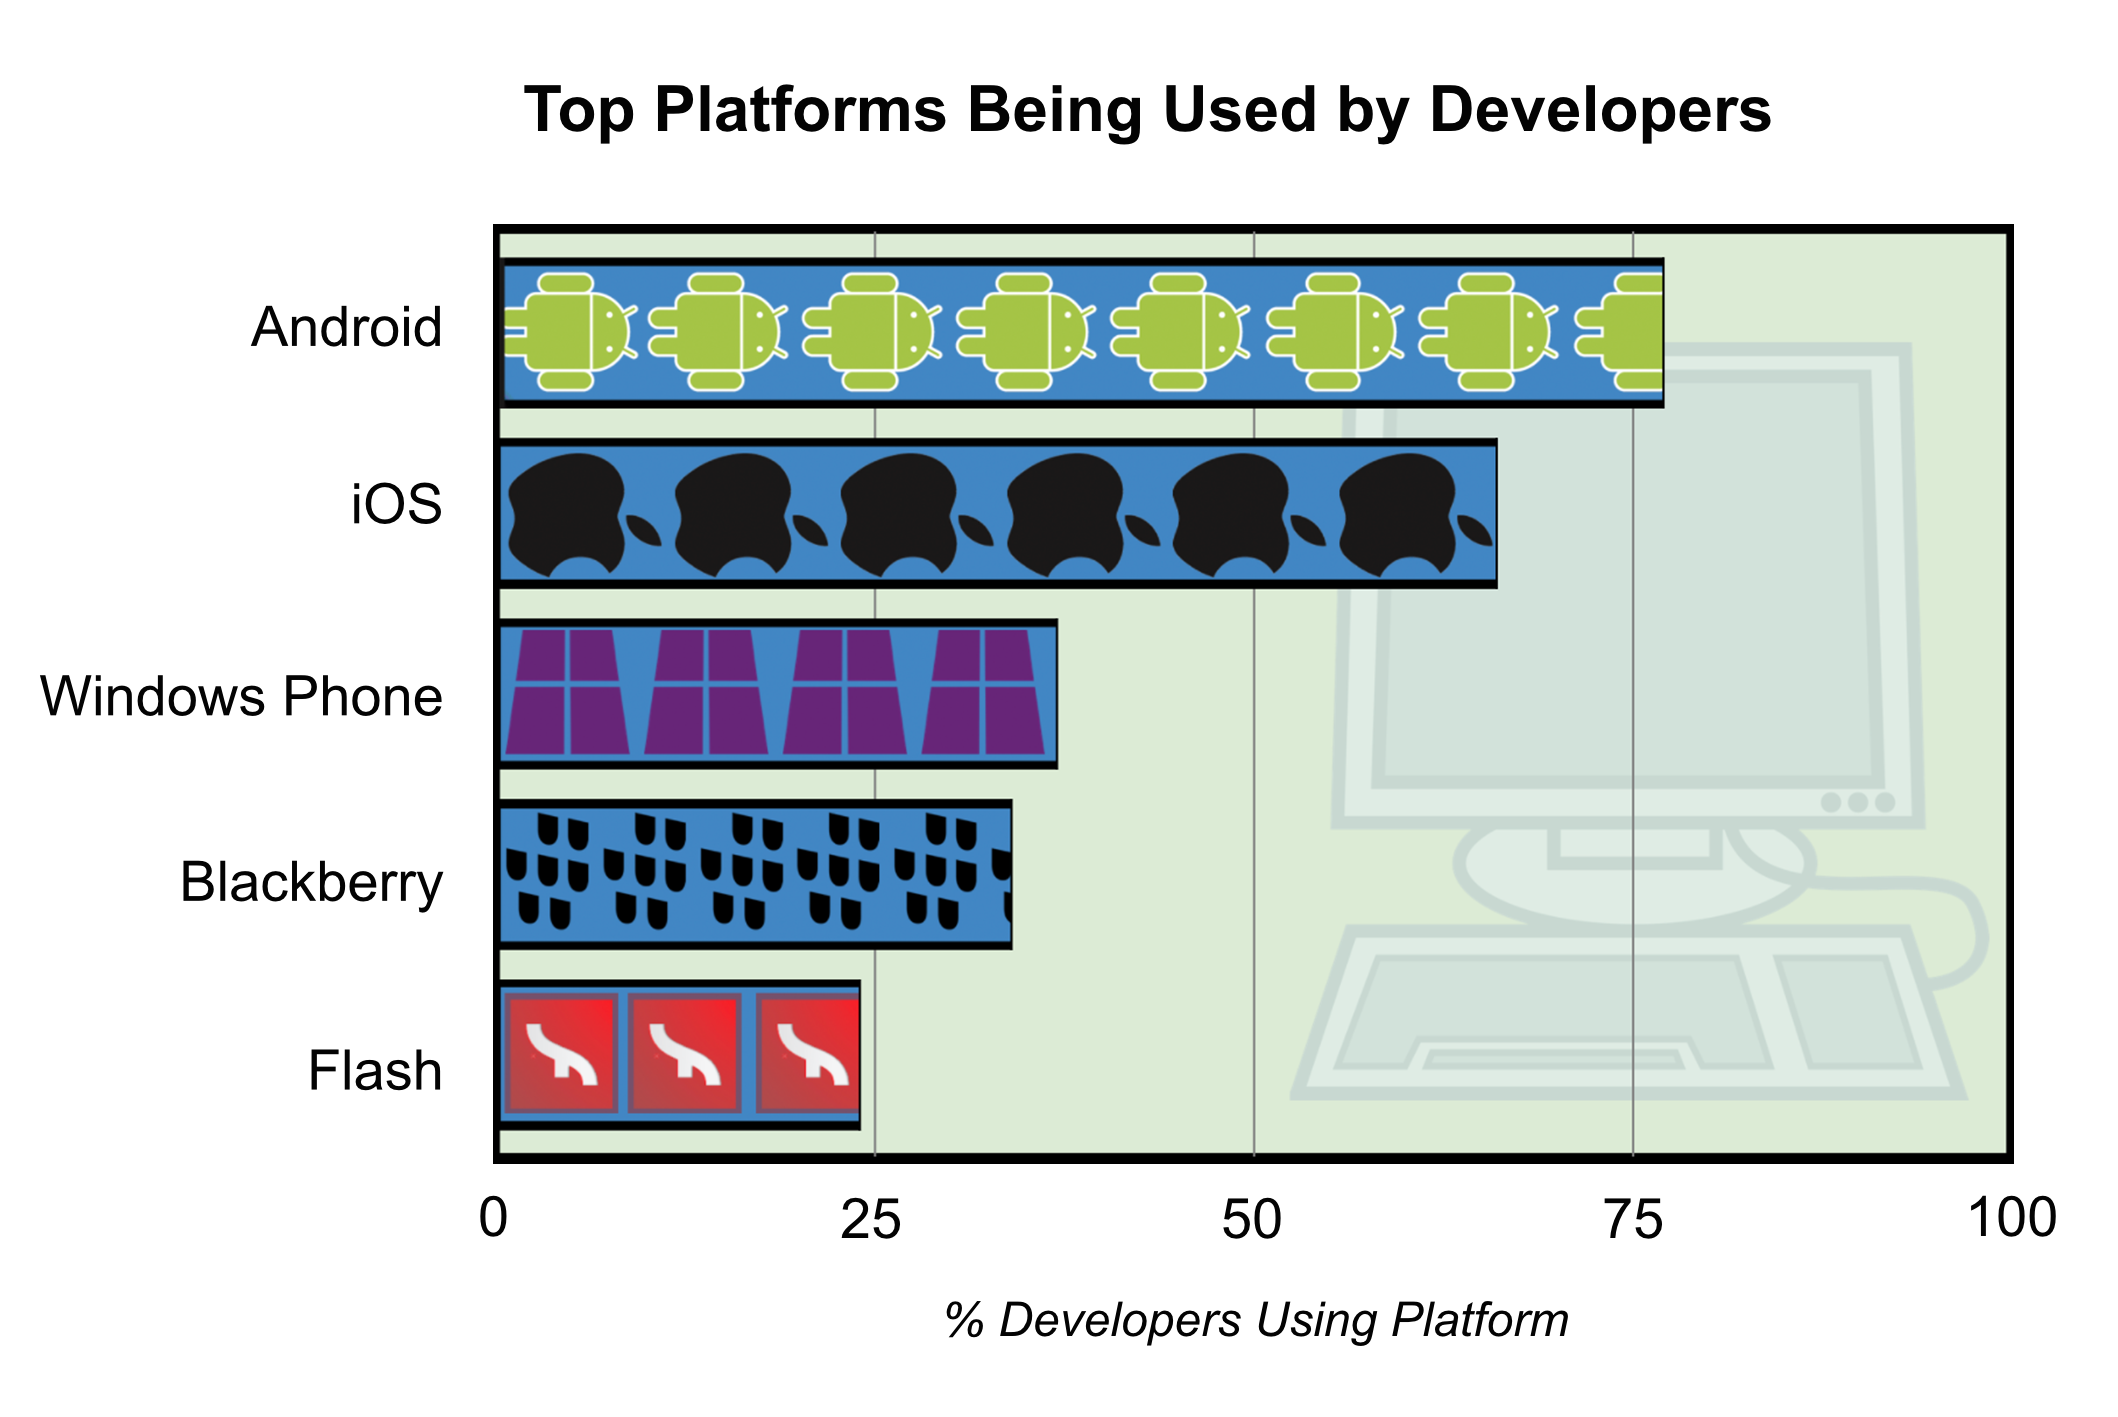 Top Platforms Being Used by Developers
Android
iOS
Windows Phone
Blackberry
Flash
0 25 50 75 100
% Developers Using Platform